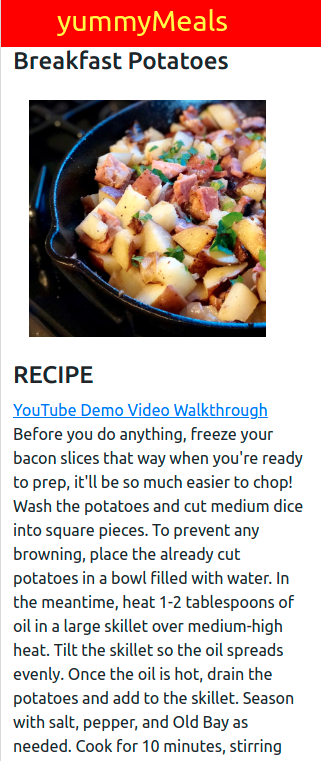 yummyMeals
Breakfast Potatoes
RECIPE
YouTube Demo Video Walkthrough
Before you do anything, freeze your
bacon slices that way when you're ready
to prep, it'll be so much easier to chop!
Wash the potatoes and cut medium dice
into square pieces. To prevent any
browning, place the already cut
potatoes in a bowl filled with water. In
the meantime, heat 1-2 tablespoons of
oil in a large skillet over medium-high
heat. Tilt the skillet so the oil spreads
evenly. Once the oil is hot, drain the
potatoes and add to the skillet. Season
with salt, pepper, and Old Bay as
needed. Cook for 10 minutes, stirring